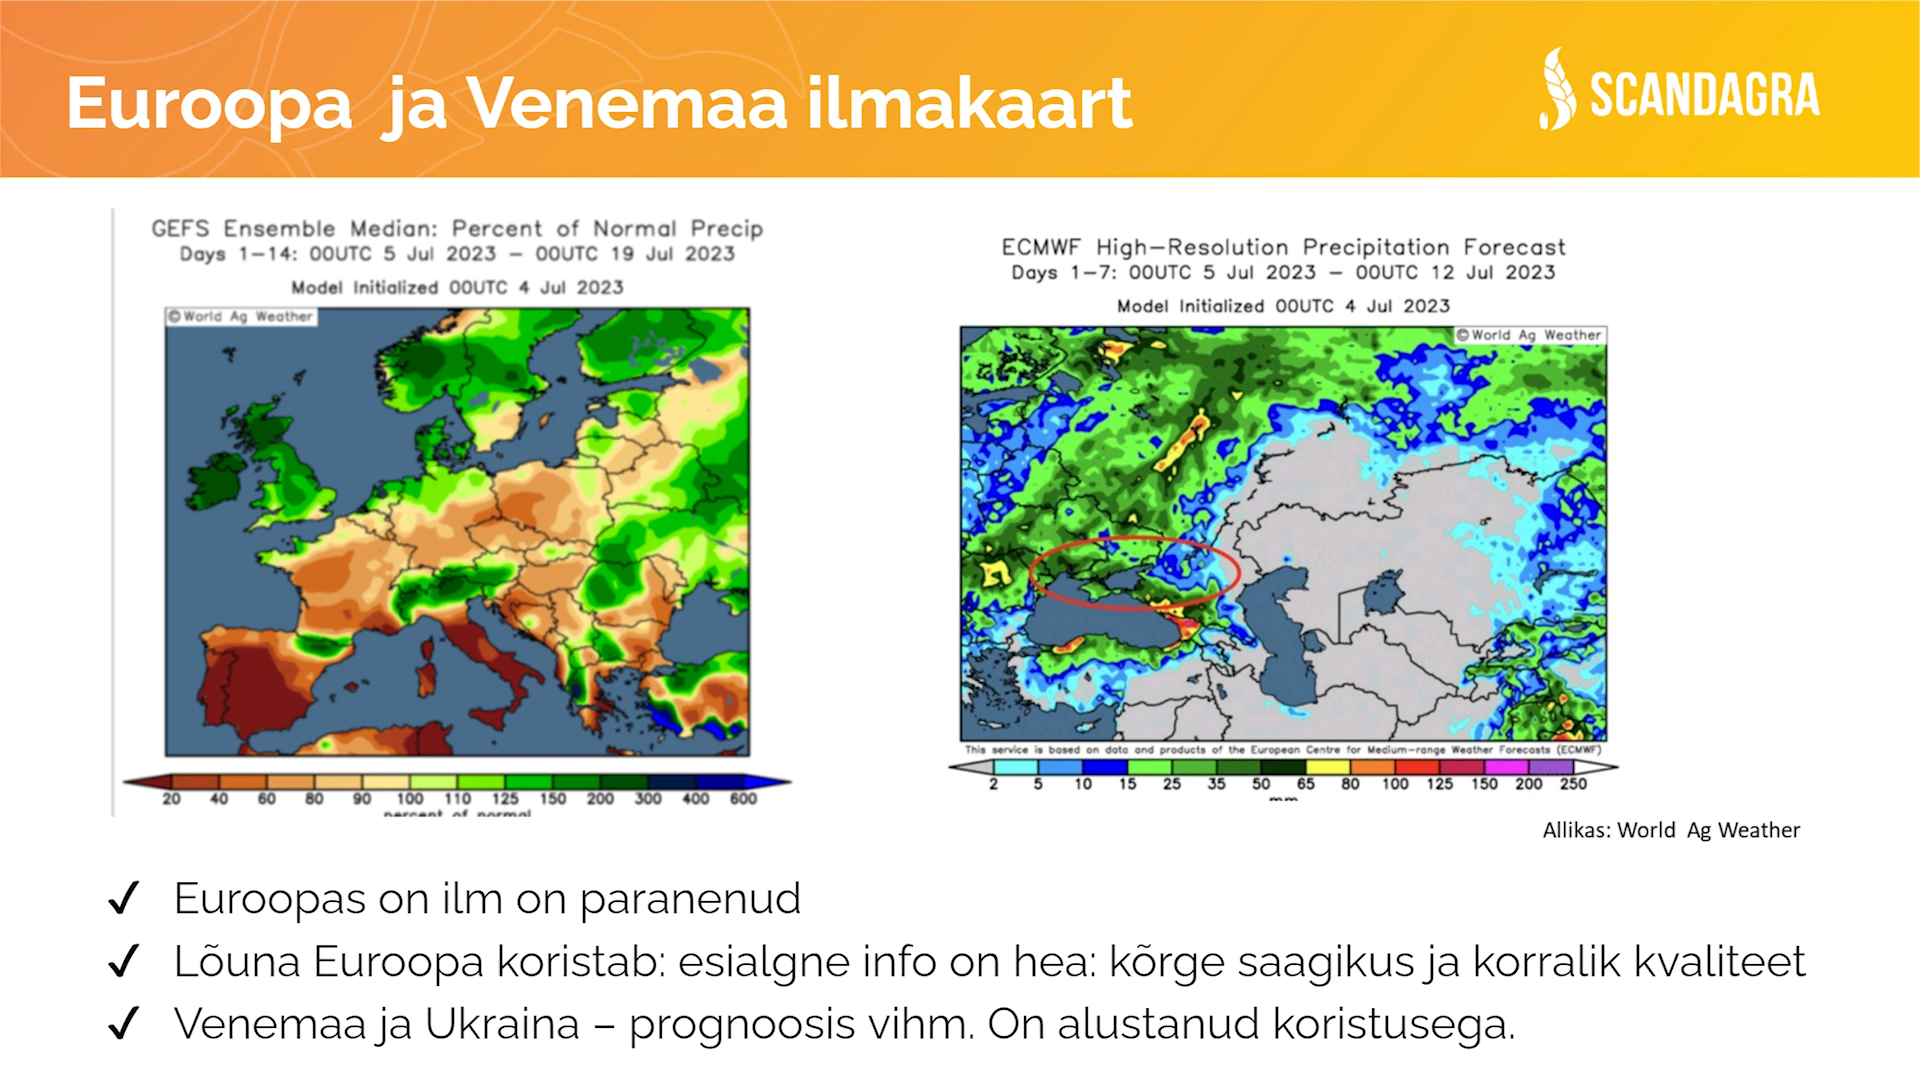 Euroopa ja Venemaa ilmakaart
SCANDAGRA
GEFS Ensemble Median: Percent of Normal Precip
Days 1–14: 00UTC 5 Jul 2023 – 00UTC 19 Jul 2023
Model Initialized 00UTC 4 Jul 2023
©World Ag Weather
20 40 60 80 90 100 110 125 150 200 300 400 600
percent of normal
ECMWF High–Resolution Precipitation Forecast
Days 1–7: 00UTC 5 Jul 2023 – 00UTC 12 Jul 2023
Model Initialized 00UTC 4 Jul 2023
©World Ag Weather
This service is based on data and products of the European Centre for Medium–range Weather Forecasts (ECMWF)
2 5 10 15 25 35 50 65 80 100 125 150 200 250
mm
Allikas: World Ag Weather
✓ Euroopas on ilm on paranenud
✓ Lõuna Euroopa koristab: esialgne info on hea: kõrge saagikus ja korralik kvaliteet
✓ Venemaa ja Ukraina – prognoosis vihm. On alustanud koristusega.